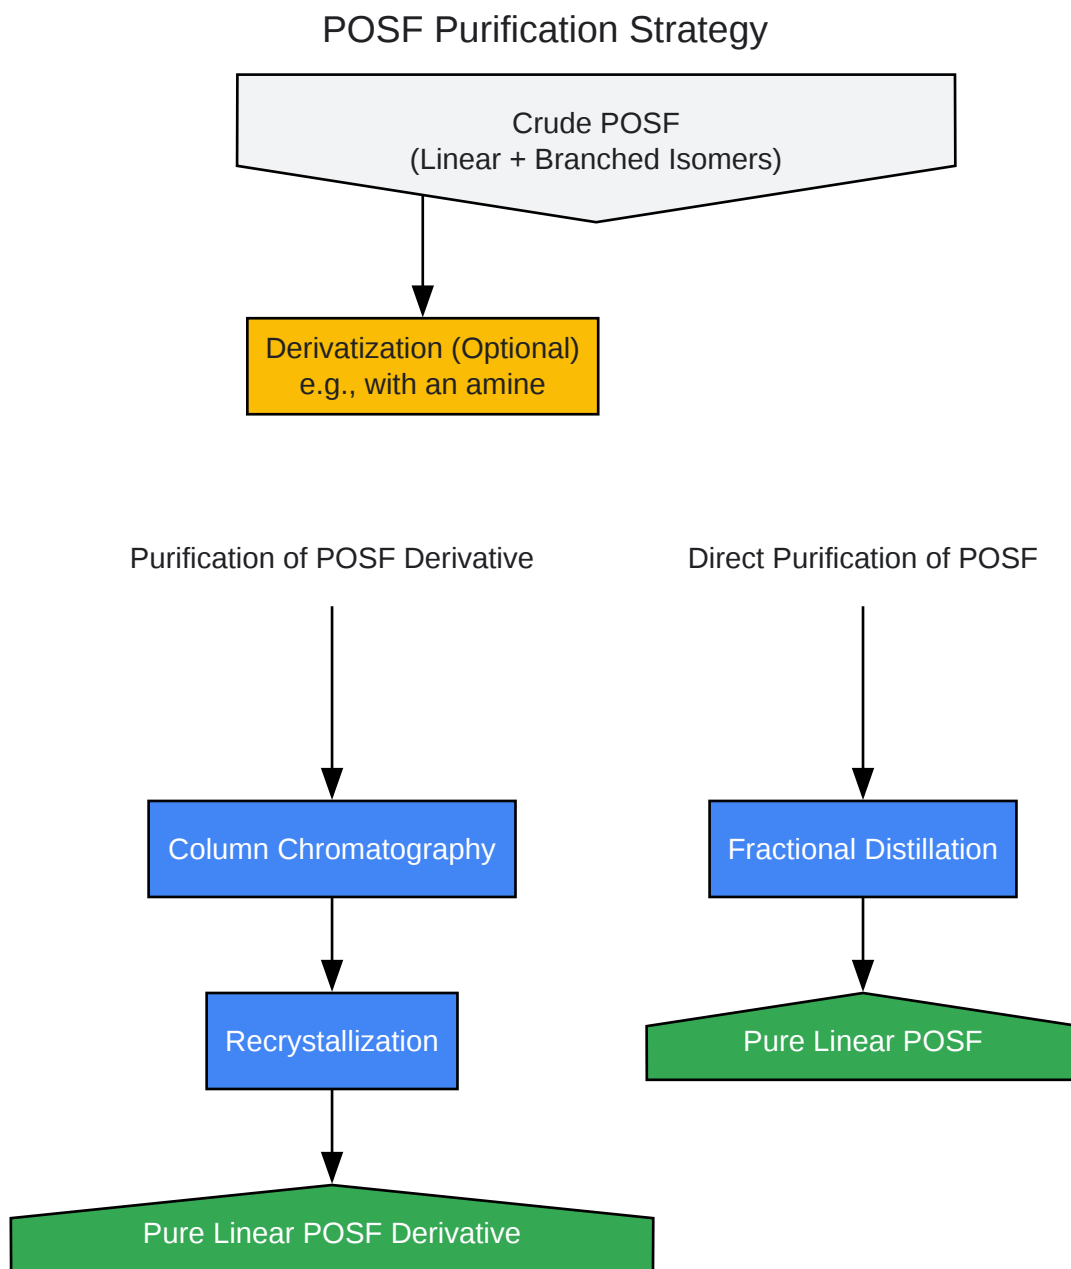 POSF Purification Strategy
Crude POSF
(Linear + Branched Isomers)
Derivatization (Optional)
e.g., with an amine
Purification of POSF Derivative
Direct Purification of POSF
Column Chromatography
Fractional Distillation
Recrystallization
Pure Linear POSF
Pure Linear POSF Derivative